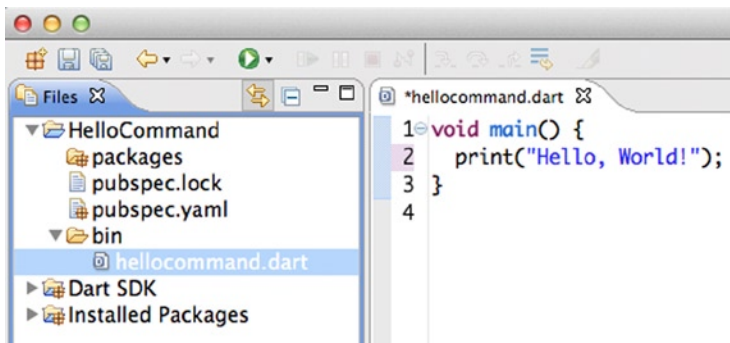 Files
HelloCommand
packages
pubspec.lock
pubspec.yaml
bin
hellocommand.dart
Dart SDK
Installed Packages
*hellocommand.dart
1 void main() {
2 print("Hello, World!");
3 }
4